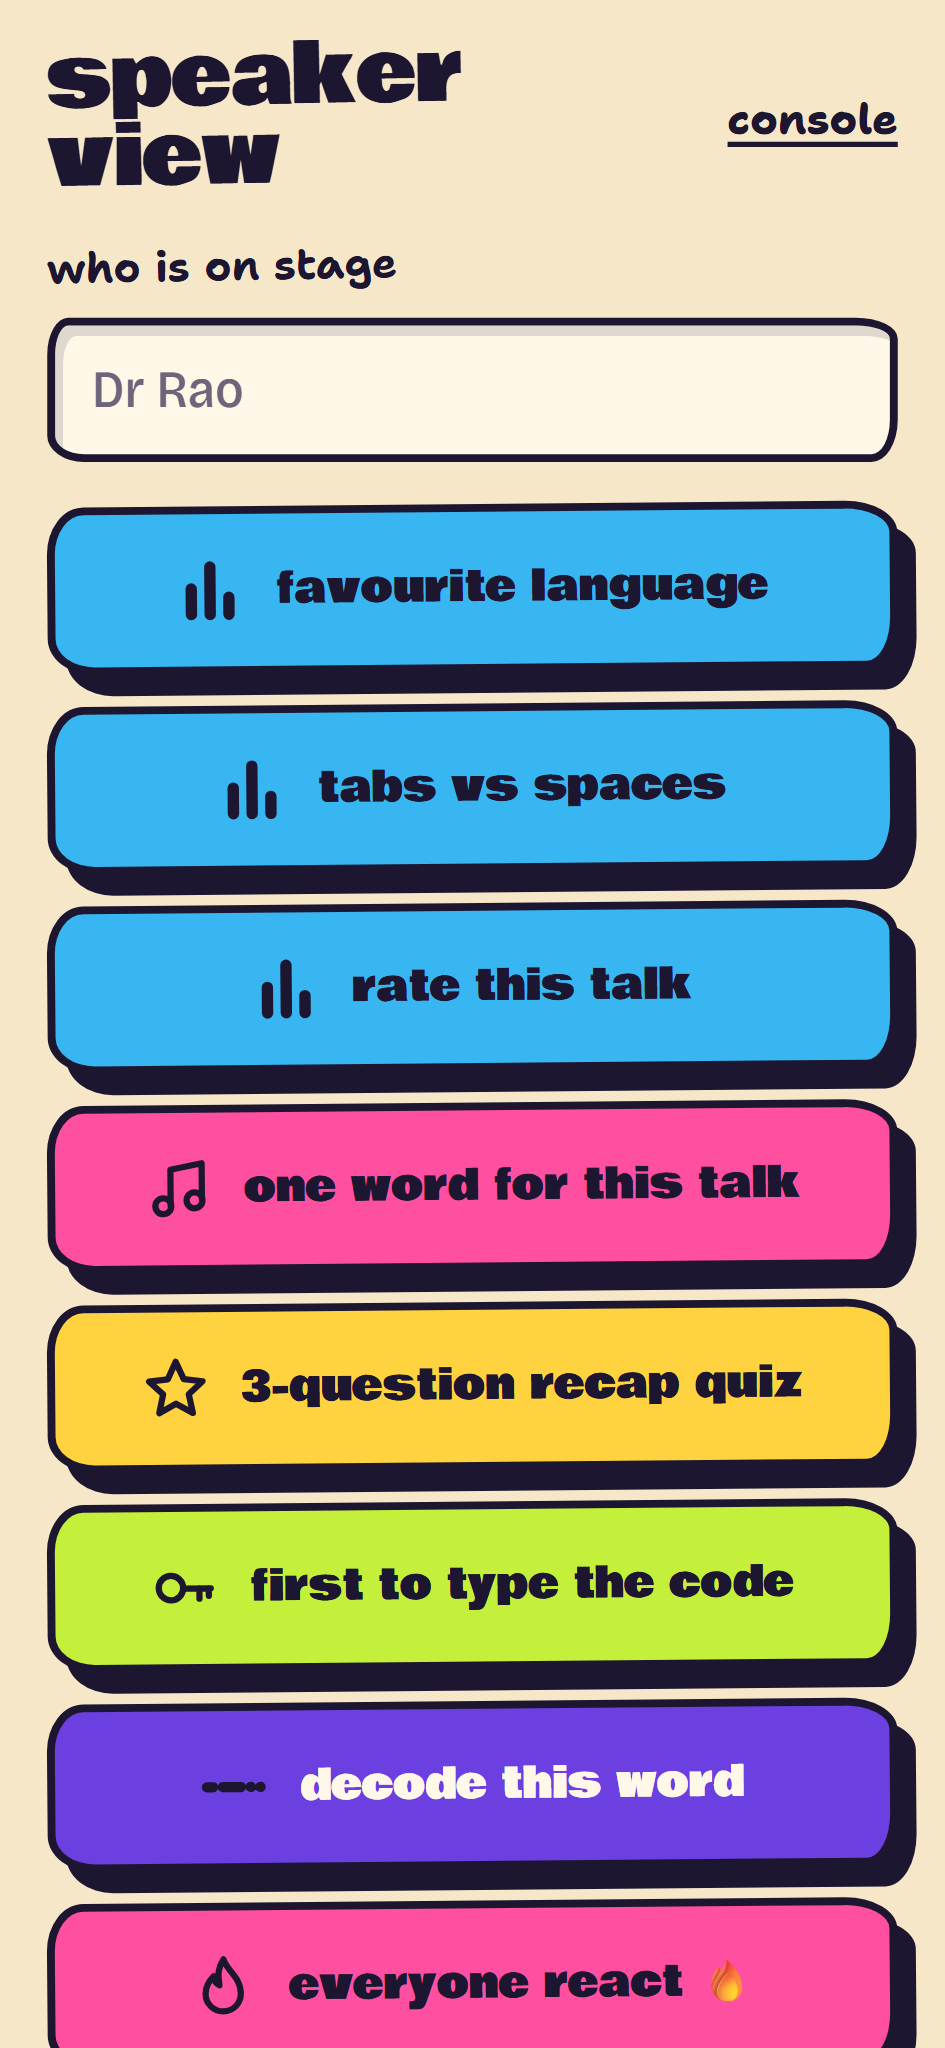 speaker
view
console
who is on stage
Dr Rao
favourite language
tabs vs spaces
rate this talk
one word for this talk
3-question recap quiz
first to type the code
decode this word
everyone react 🔥